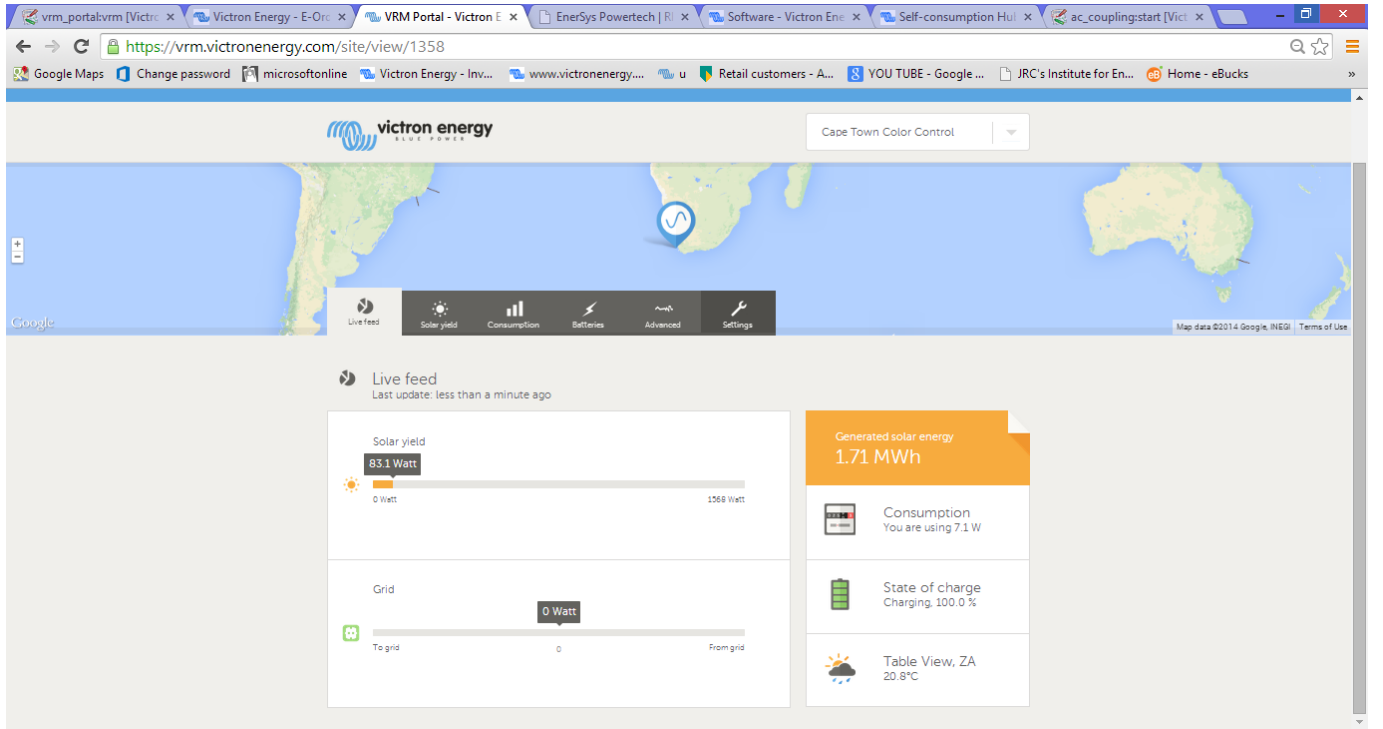 vrm_portal:vrm [Victro
Victron Energy - E-Ord
VRM Portal - Victron E
EnerSys Powertech | R
Software - Victron Ene
Self-consumption Hul
ac_coupling:start [Vict
https://vrm.victronenergy.com/site/view/1358
Google Maps
Change password
microsoftonline
Victron Energy - Inv...
www.victronenergy....
u
Retail customers - A...
YOU TUBE - Google ...
JRC's Institute for En...
Home - eBucks
»
victron energy
BLUE POWER
Cape Town Color Control
+
-
Live feed
Solar yield
Consumption
Batteries
Advanced
Settings
Google
Map data ©2014 Google, INEGI
Terms of Use
Live feed
Last update: less than a minute ago
Solar yield
83.1 Watt
0 Watt
1568 Watt
Grid
0 Watt
To grid
0
From grid
Generated solar energy
1.71 MWh
Consumption
You are using 7.1 W
State of charge
Charging, 100.0 %
Table View, ZA
20.8°C